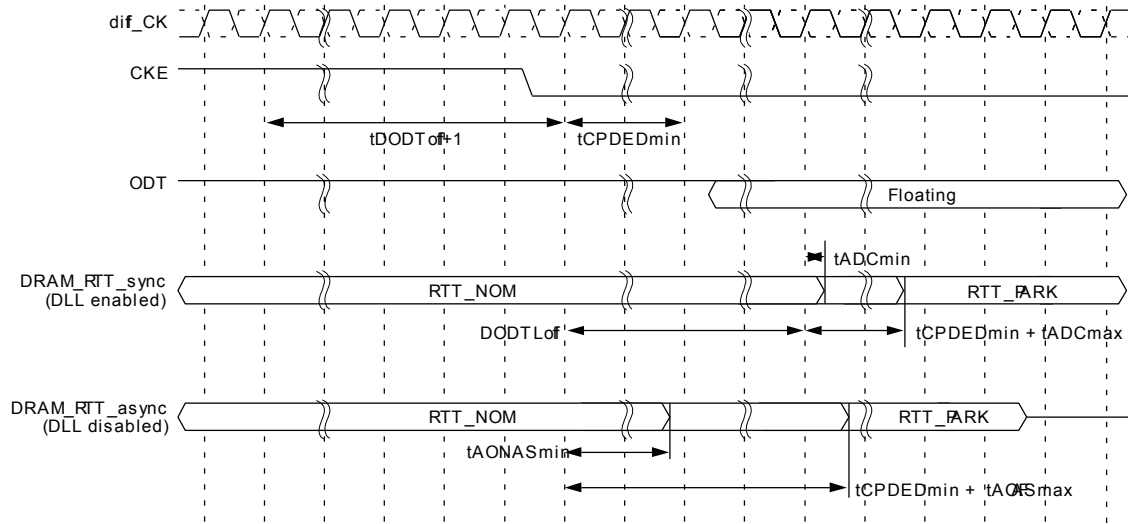 dif_CK
CKE
tDODToff+1
tCPDEDmin
ODT
Floating
tADCmin
DRAM_RTT_sync
(DLL enabled)
RTT_NOM
RTT_PARK
DODTLoff
tCPDEDmin + tADCmax
DRAM_RTT_async
(DLL disabled)
RTT_NOM
RTT_PARK
tAONASmin
tCPDEDmin + tAOFASmax